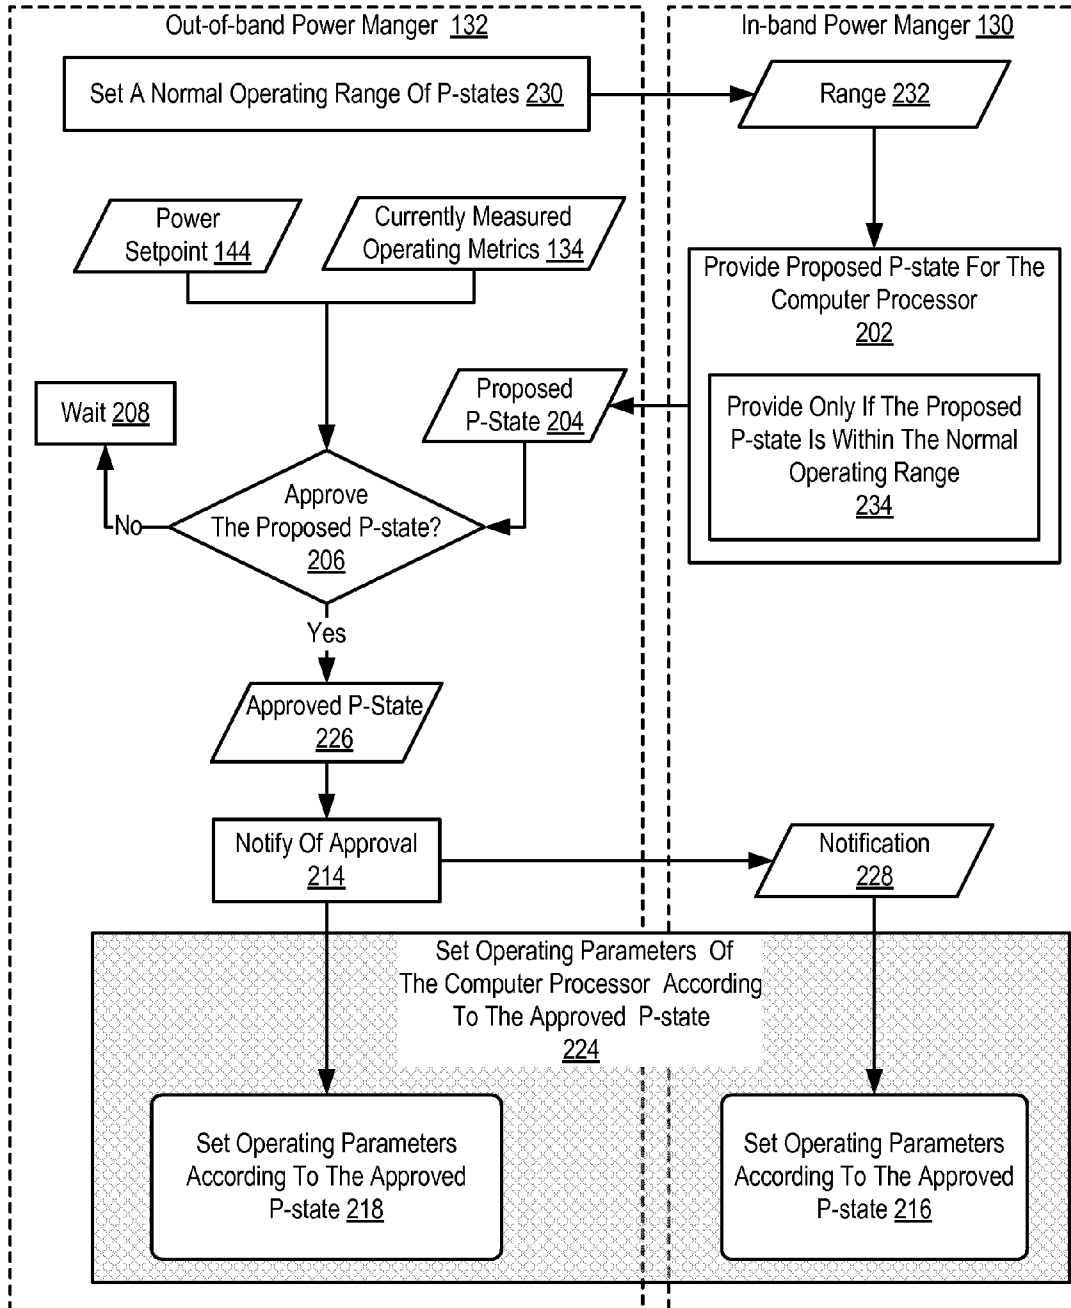 Out-of-band Power Manger 132
In-band Power Manger 130
Set A Normal Operating Range Of P-states 230
Range 232
Power
Setpoint 144
Currently Measured
Operating Metrics 134
Provide Proposed P-state For The
Computer Processor
202
Wait 208
Proposed
P-State 204
Provide Only If The Proposed
P-state Is Within The Normal
Operating Range
234
Approve
The Proposed P-state?
206
No
Yes
Approved P-State
226
Notify Of Approval
214
Notification
228
Set Operating Parameters Of
The Computer Processor According
To The Approved P-state
224
Set Operating Parameters
According To The Approved
P-state 218
Set Operating Parameters
According To The Approved
P-state 216